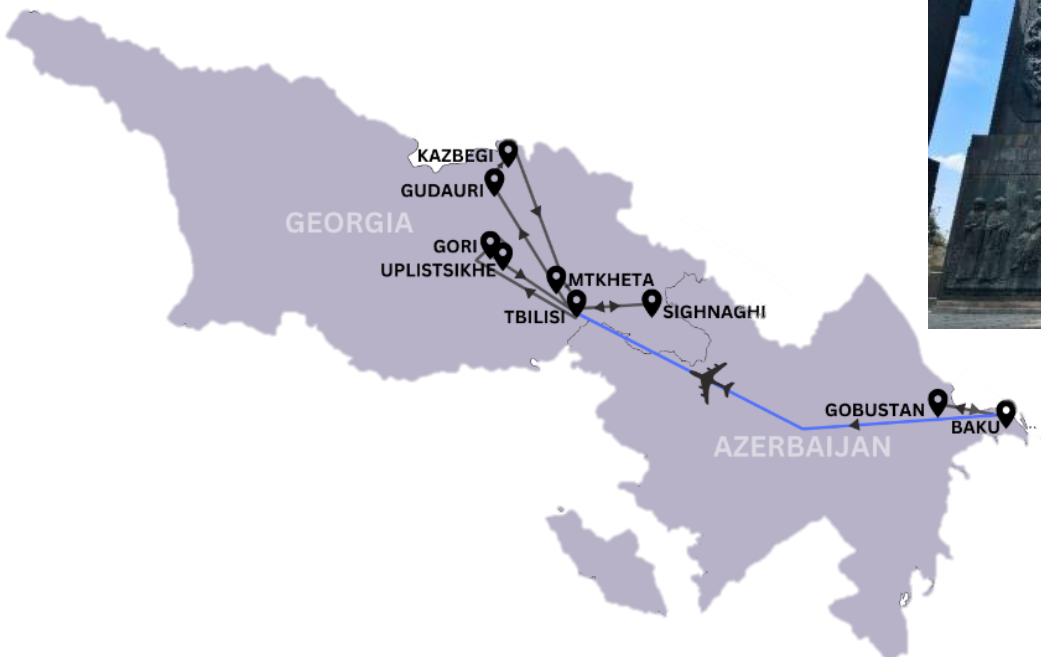 KAZBEGI
GUDAURI
GEORGIA
GORI
UPLISTSIKHE
MTKHETA
TBILISI
SIGHNAGHI
GOBUSTAN
BAKU
AZERBAIJAN